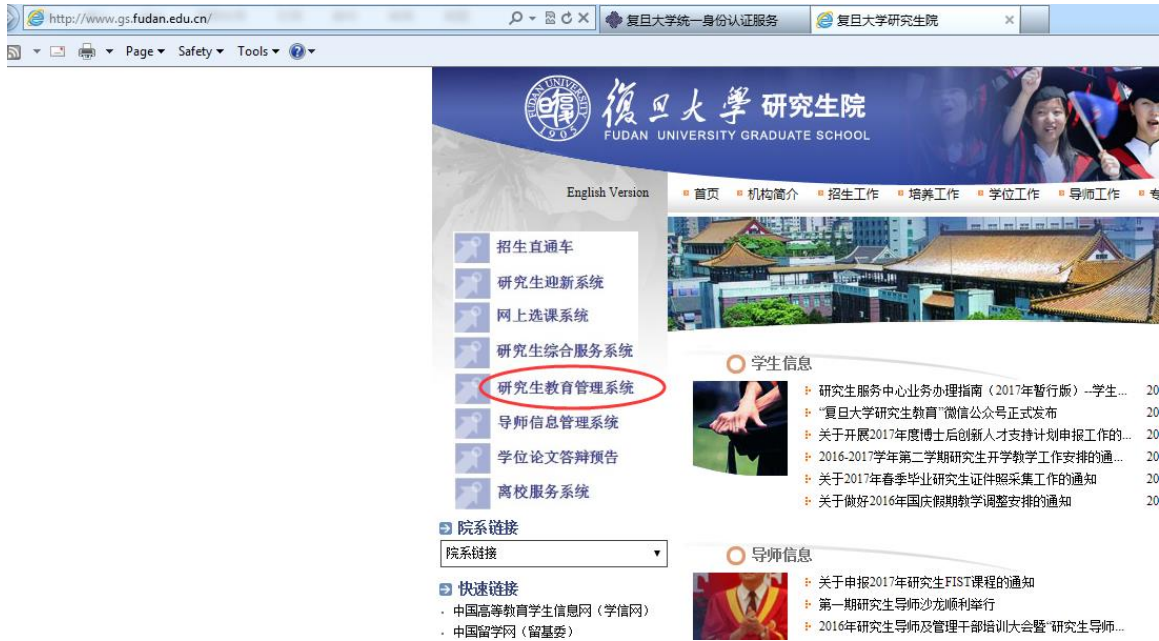 http://www.gs.fudan.edu.cn/
复旦大学统一身份认证服务
复旦大学研究生院
Page Safety Tools
FUDAN UNIVERSITY
1905
復旦大學 研究生院
FUDAN UNIVERSITY GRADUATE SCHOOL
English Version
首页 机构简介 招生工作 培养工作 学位工作 导师工作 专
招生直通车
研究生迎新系统
网上选课系统
研究生综合服务系统
研究生教育管理系统
导师信息管理系统
学位论文答辩预告
离校服务系统
院系链接
院系链接
快速链接
中国高等教育学生信息网（学信网）
中国留学网（留基委）
学生信息
研究生服务中心业务办理指南（2017年暂行版）--学生... 20
“复旦大学研究生教育”微信公众号正式发布 20
关于开展2017年度博士后创新人才支持计划申报工作的... 20
2016-2017学年第二学期研究生开学教学工作安排的通... 20
关于2017年春季毕业研究生证件照采集工作的通知 20
关于做好2016年国庆假期教学调整安排的通知 20
导师信息
关于申报2017年研究生FIST课程的通知
第一期研究生导师沙龙顺利举行
2016年研究生导师及管理干部培训大会暨“研究生导师...